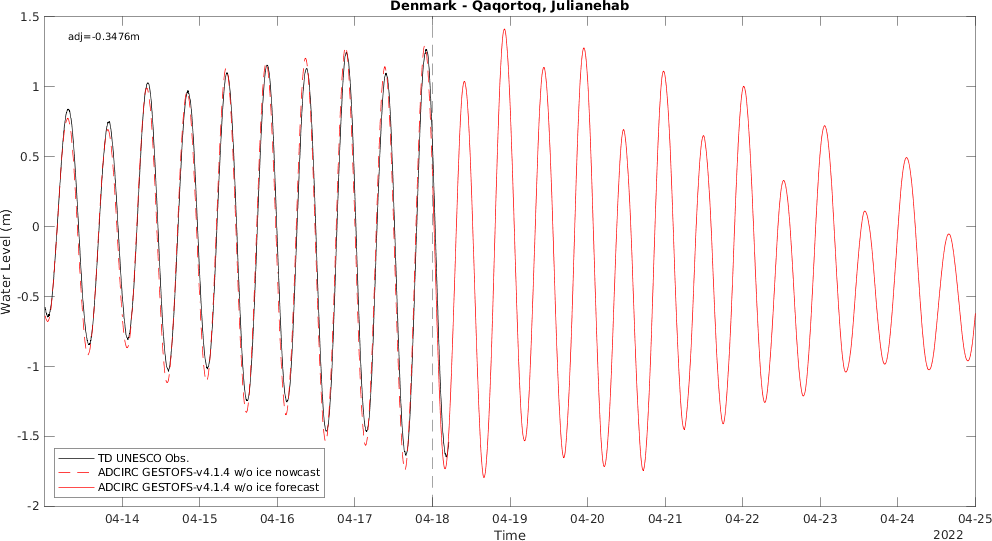 Denmark - Qaqortoq, Julianehab
adj=-0.3476m
1.5
1
0.5
0
-0.5
-1
-1.5
-2
Water Level (m)
TD UNESCO Obs.
ADCIRC GESTOFS-v4.1.4 w/o ice nowcast
ADCIRC GESTOFS-v4.1.4 w/o ice forecast
04-14 04-15 04-16 04-17 04-18 04-19 04-20 04-21 04-22 04-23 04-24 04-25
Time
2022